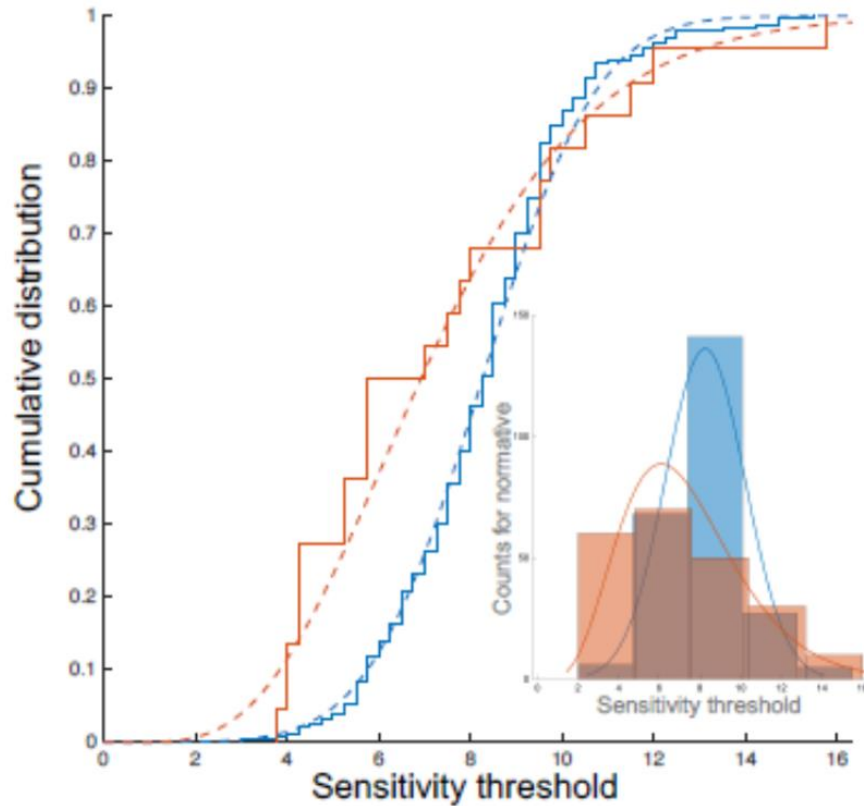 1
0.9
0.8
0.7
0.6
0.5
0.4
0.3
0.2
0.1
0
Cumulative distribution
0 2 4 6 8 10 12 14 16
Sensitivity threshold
150
100
50
0
Counts for normative
0 2 4 6 8 10 12 14 16
Sensitivity threshold